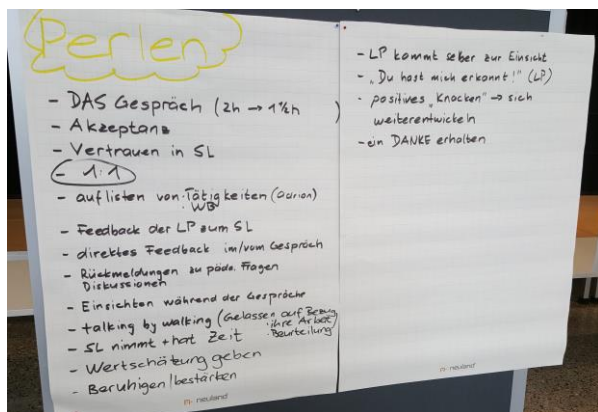 Perlen
- DAS Gespräch (2h → 1½h )
- Akzeptanz
- Vertrauen in SL
- 1:1
- auflisten von · Tätigkeiten (Adrian)
· WB
- Feedback der LP zum SL
- direktes Feedback im/vom Gespräch
- Rückmeldungen zu päda. Fragen
Diskussionen
- Einsichten während der Gespräche
- talking by walking (Gelassen auf Bezug
· ihre Arbeit)
- SL nimmt + hat Zeit · Beurteilung
- Wertschätzung geben
- Beruhigen/bestärken
neuland
- LP kommt selber zur Einsicht
- „Du hast mich erkannt!" (LP)
- positives „Knacken" → sich
weiterentwickeln
- ein DANKE erhalten
neuland